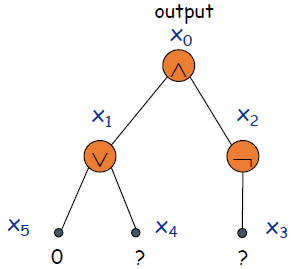 output
x₀
∧
x₁
x₂
∨
¬
x₅
x₄
x₃
0
?
?